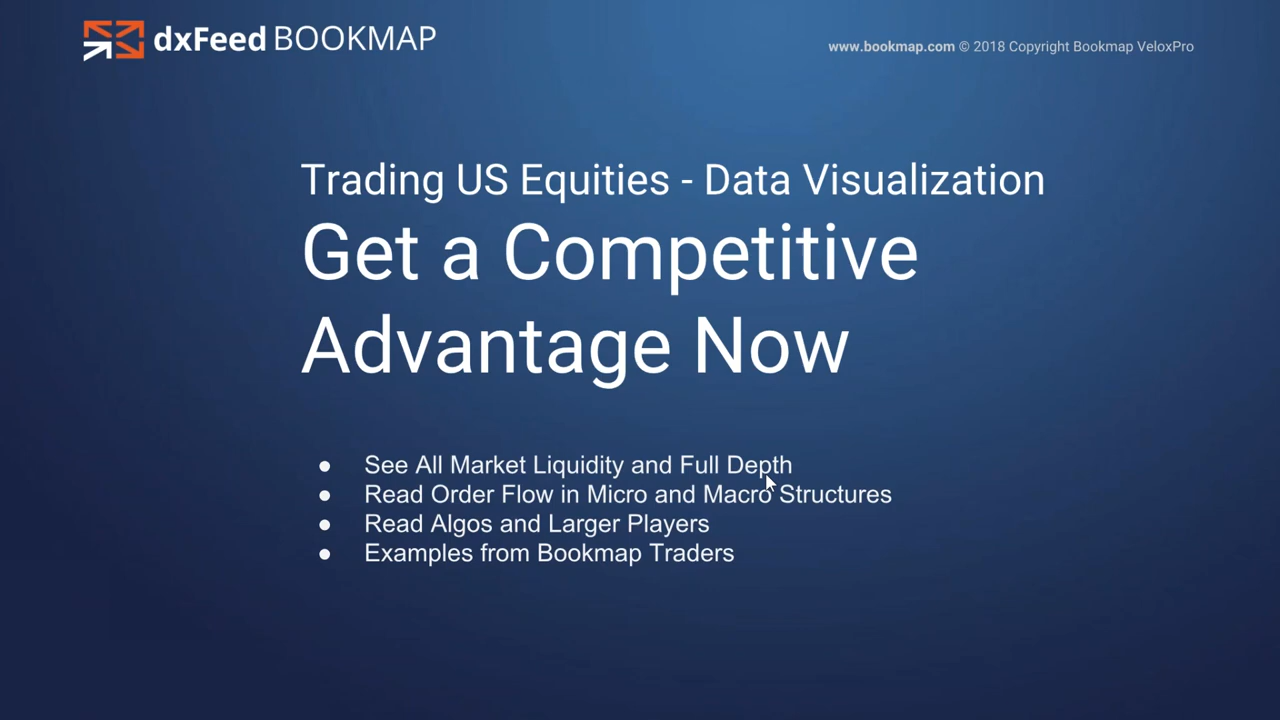 dxFeed BOOKMAP
www.bookmap.com © 2018 Copyright Bookmap VeloxPro
Trading US Equities - Data Visualization
Get a Competitive
Advantage Now
● See All Market Liquidity and Full Depth
● Read Order Flow in Micro and Macro Structures
● Read Algos and Larger Players
● Examples from Bookmap Traders